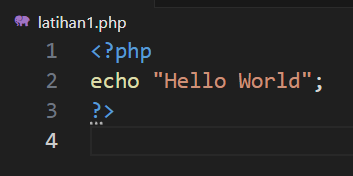 latihan1.php
1 <?php
2 echo "Hello World";
3 ?>
4